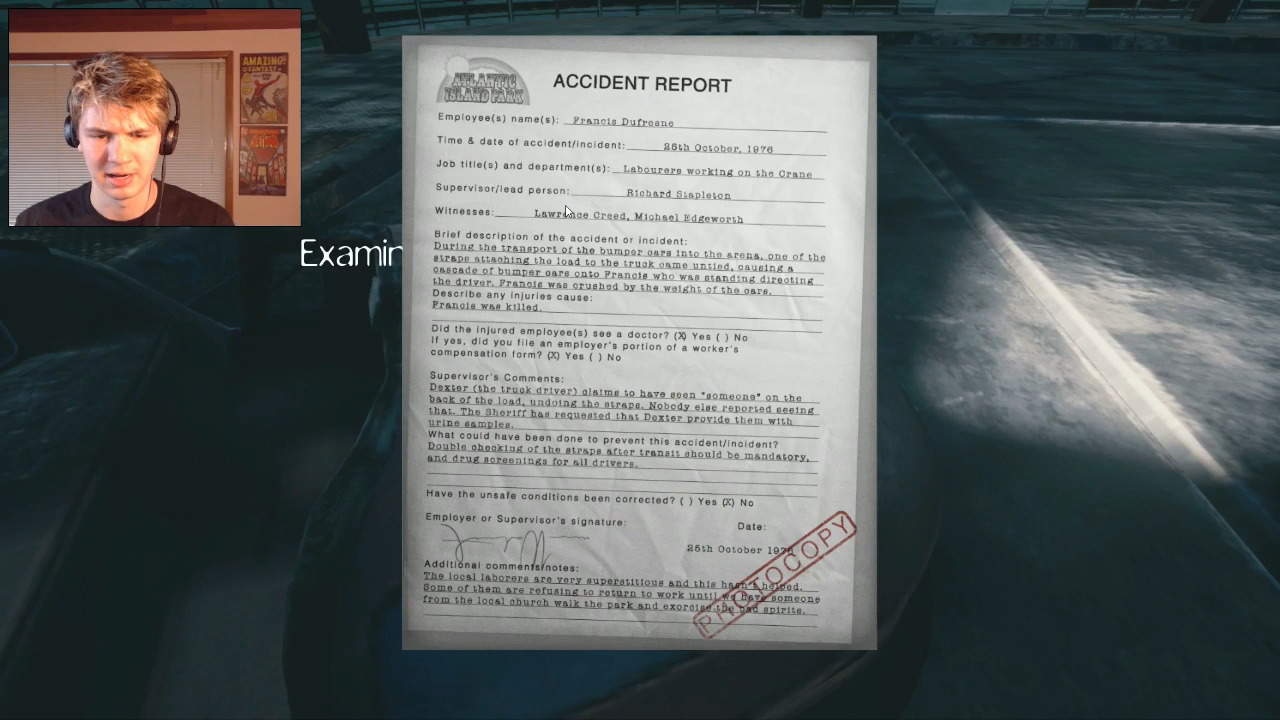 AMAZING
FANTASY
Examin
ATLANTIC
ISLAND PARK
ACCIDENT REPORT
Employee(s) name(s): Francis Dufresne
Time & date of accident/incident: 25th October, 1976
Job title(s) and department(s): Labourers working on the Crane
Supervisor/lead person: Richard Stapleton
Witnesses: Lawrence Creed, Michael Edgeworth
Brief description of the accident or incident:
During the transport of the bumper cars into the arena, one of the
straps attaching the load to the truck came untied, causing a
cascade of bumper cars onto Francis who was standing directing
the driver. Francis was crushed by the weight of the cars.
Describe any injuries cause:
Francis was killed.
Did the injured employee(s) see a doctor? (X) Yes ( ) No
If yes, did you file an employer's portion of a worker's
compensation form? (X) Yes ( ) No
Supervisor's Comments:
Dexter (the truck driver) claims to have seen "someone" on the
back of the load, undoing the straps. Nobody else reported seeing
that. The Sheriff has requested that Dexter provide them with
urine samples.
What could have been done to prevent this accident/incident?
Double checking of the straps after transit should be mandatory,
and drug screenings for all drivers.
Have the unsafe conditions been corrected? ( ) Yes (X) No
Employer or Supervisor's signature:
Date:
25th October 1976
PHOTOCOPY
Additional comments/notes:
The local laborers are very superstitious and this hasn't helped.
Some of them are refusing to return to work until we have someone
from the local church walk the park and exorcise the bad spirits.